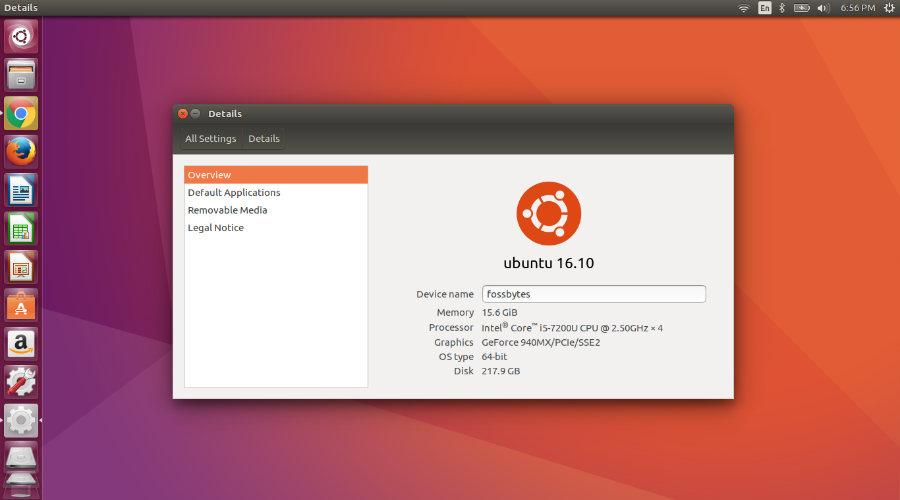 Details
En
6:56 PM
Details
All Settings Details
Overview
Default Applications
Removable Media
Legal Notice
ubuntu 16.10
Device name fossbytes
Memory 15.6 GiB
Processor Intel® Core™ i5-7200U CPU @ 2.50GHz × 4
Graphics GeForce 940MX/PCIe/SSE2
OS type 64-bit
Disk 217.9 GB